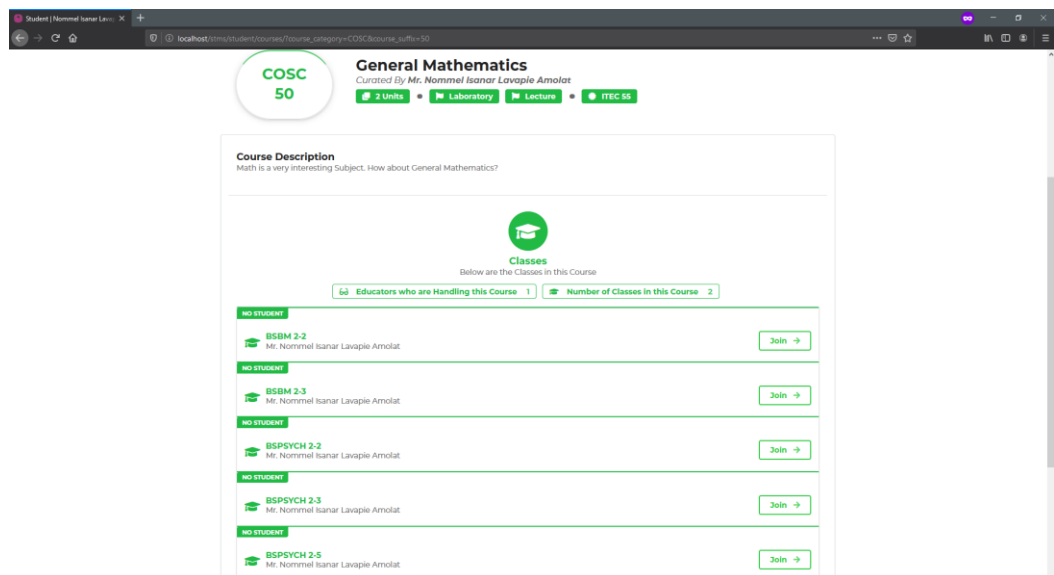 Student | Nommel Isanar Lavap
localhost/stms/student/courses/?course_category=COSC&course_suffix=50
COSC
50
General Mathematics
Curated By Mr. Nommel Isanar Lavapie Amolat
2 Units
Laboratory
Lecture
ITEC 55
Course Description
Math is a very interesting Subject. How about General Mathematics?
Classes
Below are the Classes in this Course
Educators who are Handling this Course 1
Number of Classes in this Course 2
NO STUDENT
BSBM 2-2
Mr. Nommel Isanar Lavapie Amolat
Join
NO STUDENT
BSBM 2-3
Mr. Nommel Isanar Lavapie Amolat
Join
NO STUDENT
BSPSYCH 2-2
Mr. Nommel Isanar Lavapie Amolat
Join
NO STUDENT
BSPSYCH 2-3
Mr. Nommel Isanar Lavapie Amolat
Join
NO STUDENT
BSPSYCH 2-5
Mr. Nommel Isanar Lavapie Amolat
Join